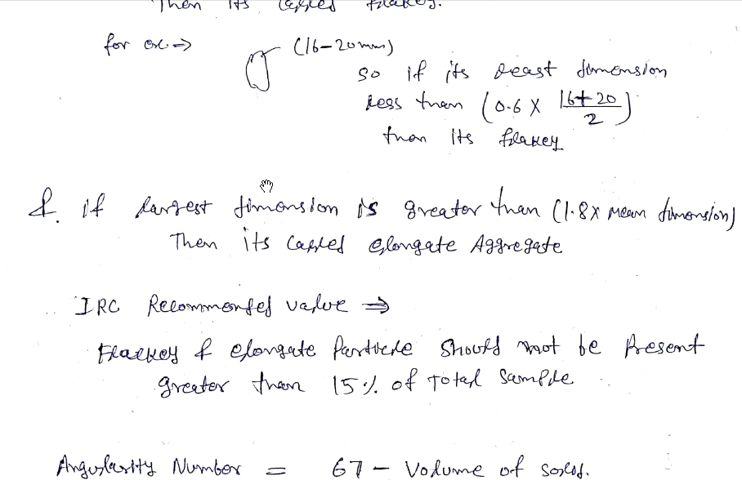 Then its called flakey.
for ex. ⇒ (16-20mm)
so if its least dimension
less than (0.6 × (16+20)/2)
than its flakey
&. if largest dimension is greater than (1.8 × mean dimension)
Then its called elongate Aggregate
IRC Recommended value ⇒
Flackey & elongate Particle should not be Present
greater than 15% of Total Sample
Angularity Number = 67 - Volume of solid.